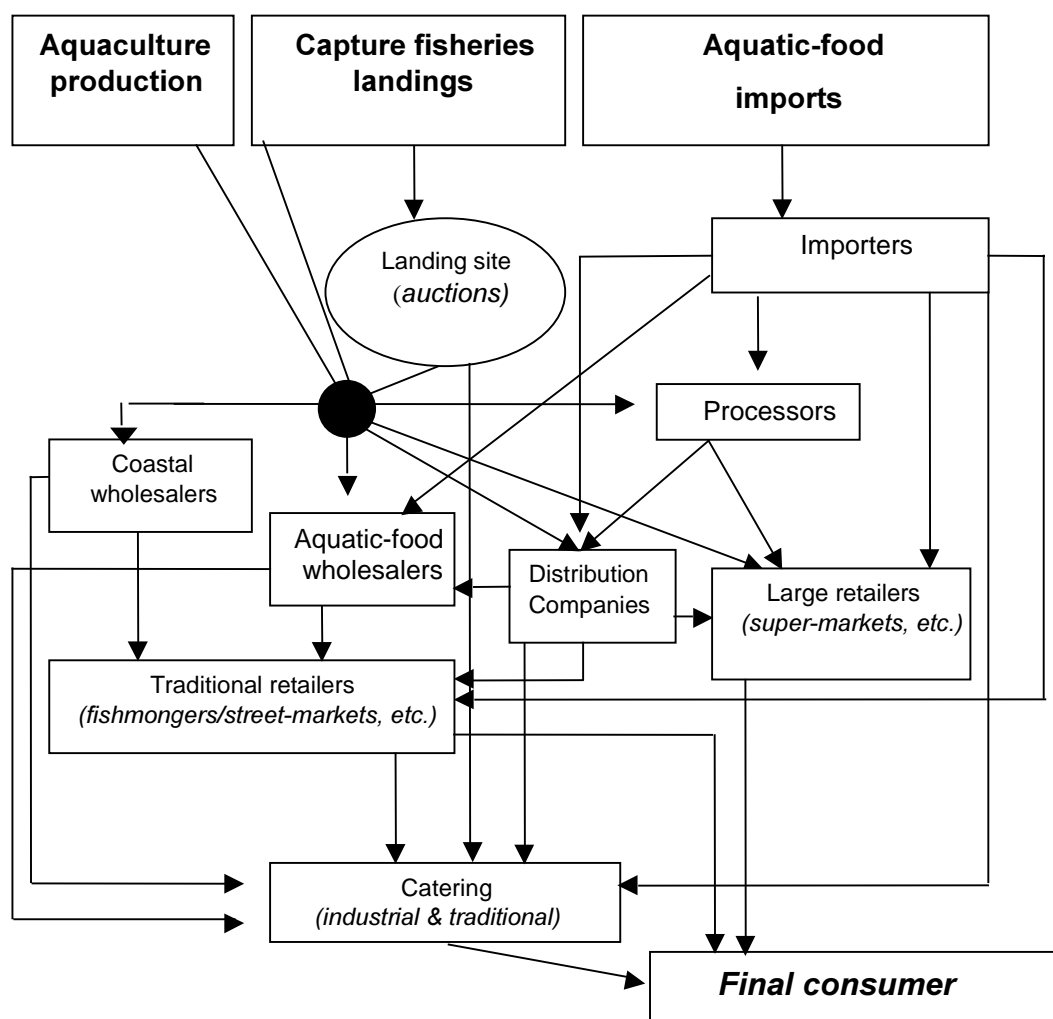 Aquaculture
production
Capture fisheries
landings
Aquatic-food
imports
Landing site
(auctions)
Importers
Processors
Coastal
wholesalers
Aquatic-food
wholesalers
Distribution
Companies
Large retailers
(super-markets, etc.)
Traditional retailers
(fishmongers/street-markets, etc.)
Catering
(industrial & traditional)
Final consumer